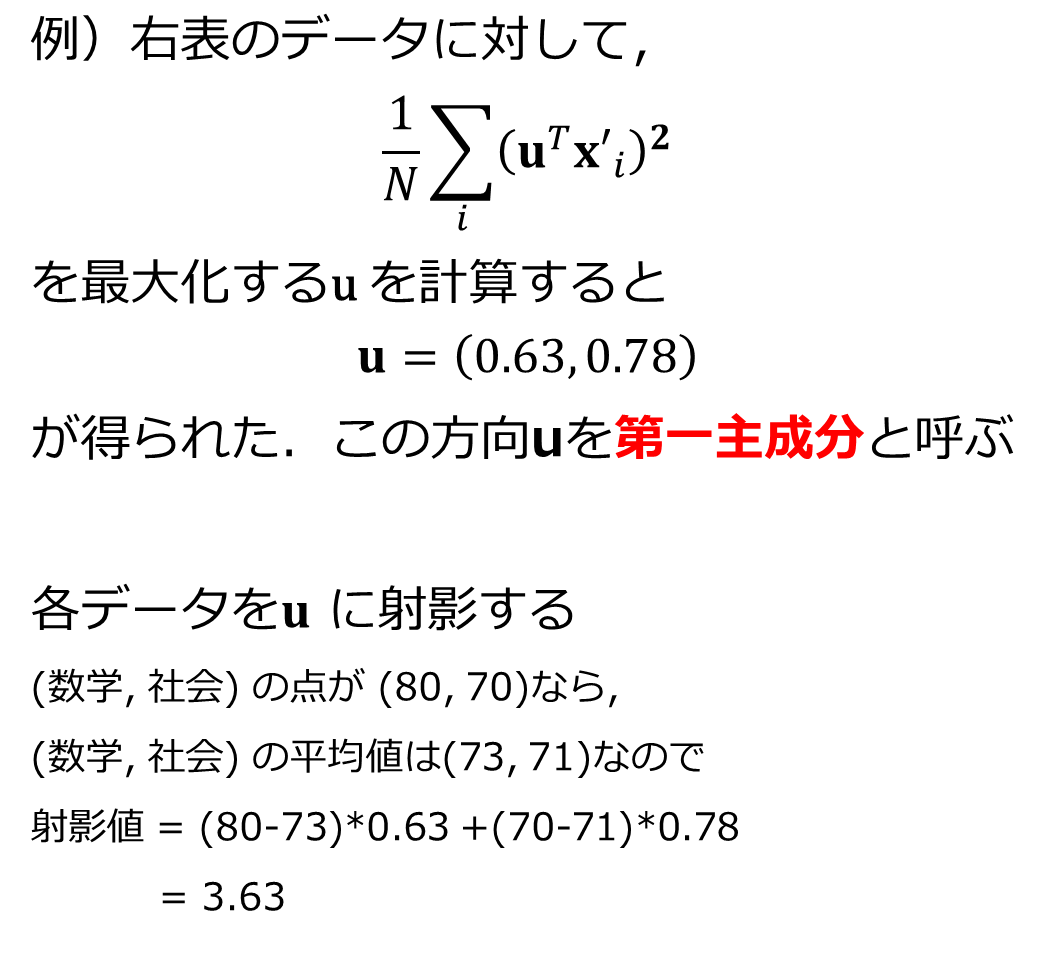 例）右表のデータに対して,
$$\frac{1}{N}\sum_{i}(\mathbf{u}^T\mathbf{x'}_i)^{\mathbf{2}}$$
を最大化する𝐮 を計算すると
𝐮 = (0.63, 0.78)
が得られた．この方向uを第一主成分と呼ぶ
各データを𝐮 に射影する
(数学, 社会) の点が (80, 70)なら,
(数学, 社会) の平均値は(73, 71)なので
射影値 = (80-73)*0.63 +(70-71)*0.78
= 3.63